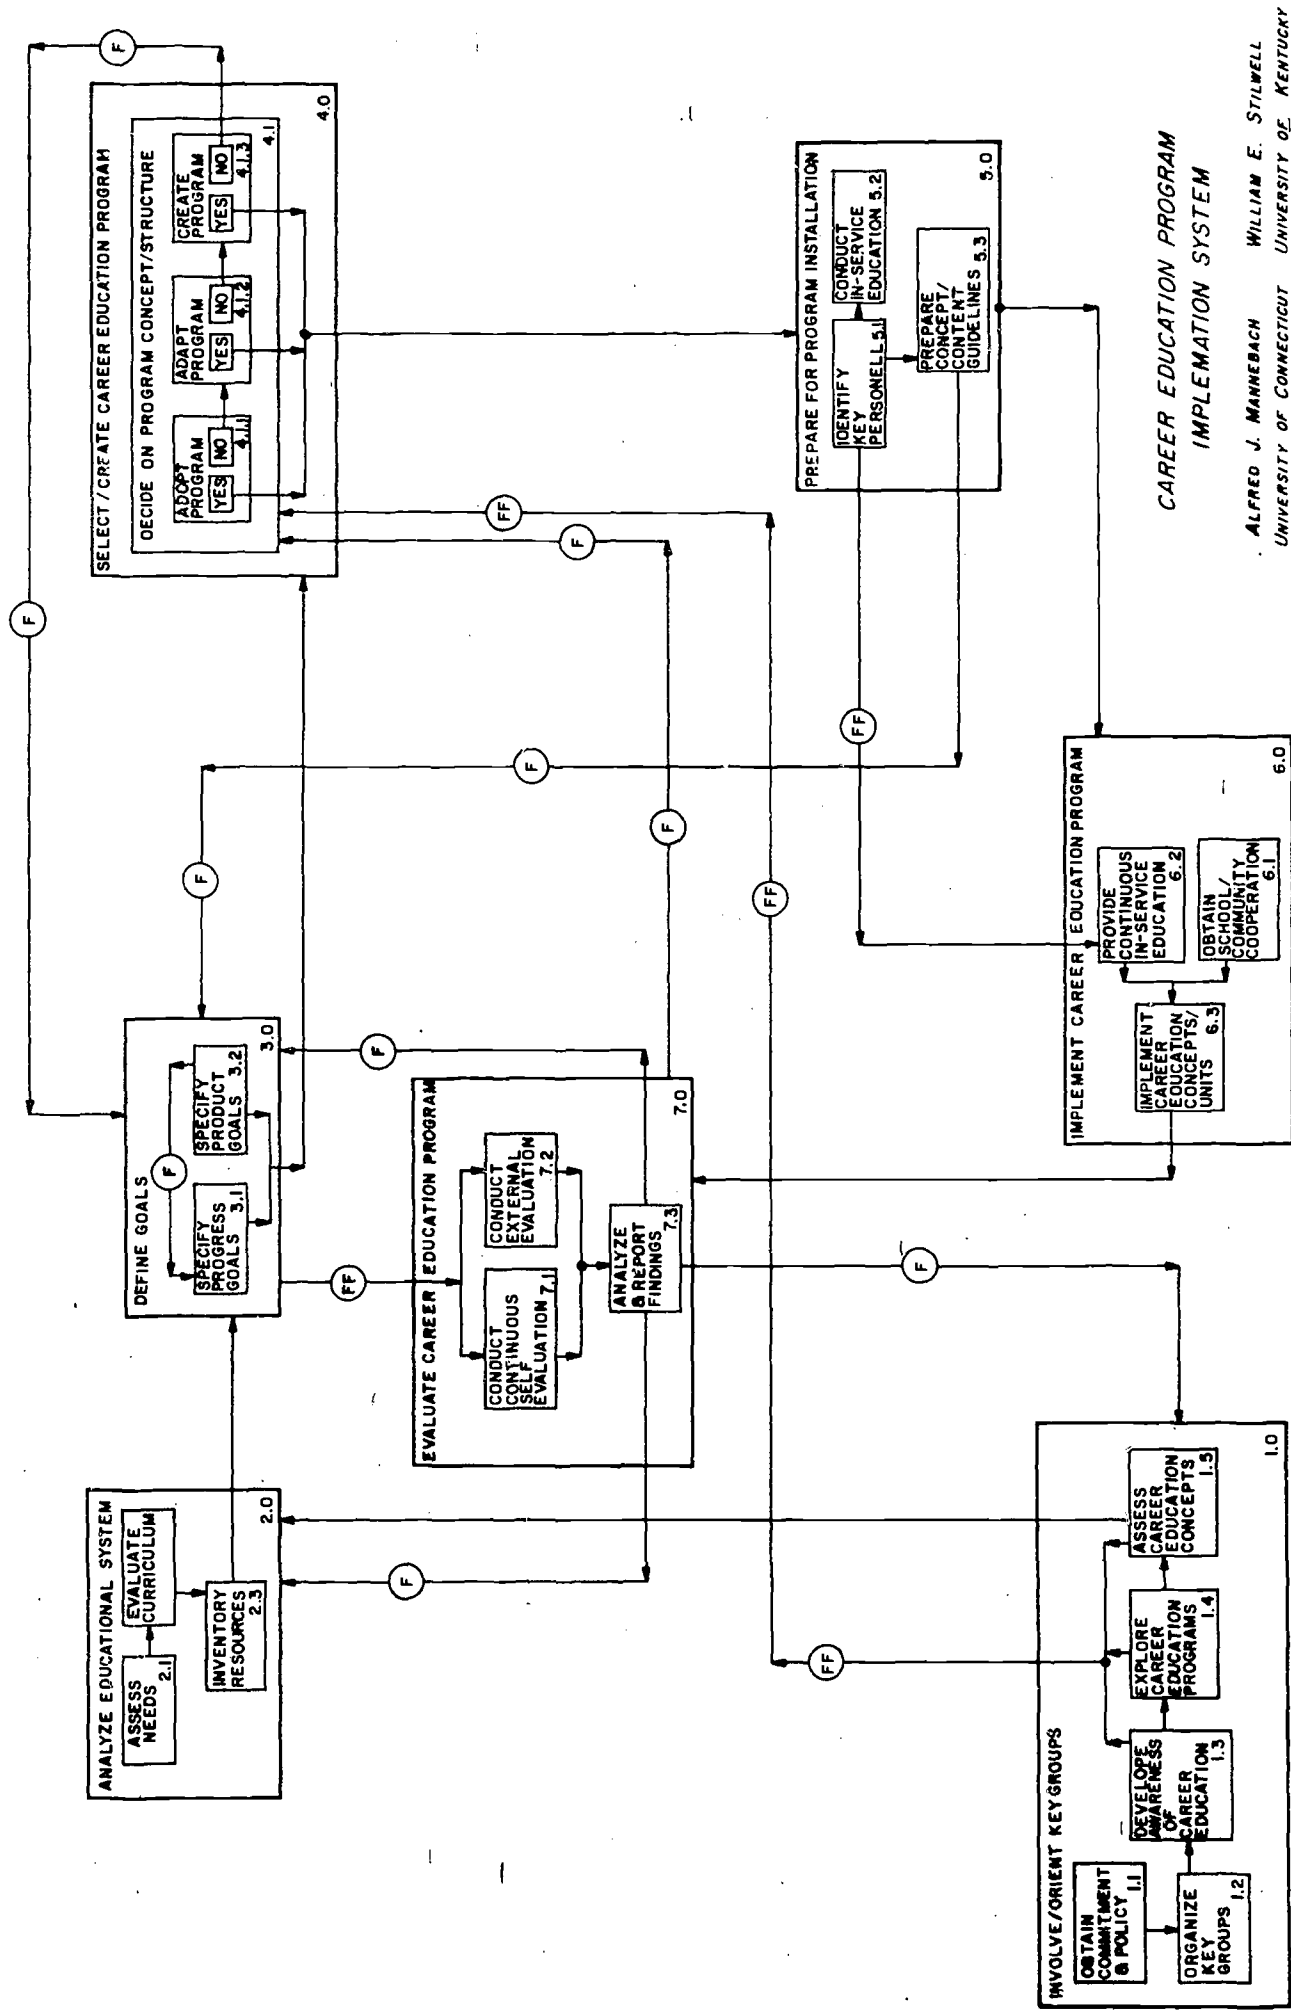 ANALYZE EDUCATIONAL SYSTEM
ASSESS
NEEDS
2.1
EVALUATE
CURRICULUM
INVENTORY
RESOURCES
2.3
2.0
DEFINE GOALS
SPECIFY
PROGRESS
GOALS 3.1
F
SPECIFY
PRODUCT
GOALS 3.2
3.0
F
F
SELECT / CREATE CAREER EDUCATION PROGRAM
DECIDE ON PROGRAM CONCEPT/STRUCTURE
ADOPT
PROGRAM
YES
NO
4.1.1
ADAPT
PROGRAM
YES
NO
4.1.2
CREATE
PROGRAM
YES
NO
4.1.3
4.1
4.0
F
FF
F
F
F
EVALUATE CAREER EDUCATION PROGRAM
CONDUCT
CONTINUOUS
SELF
EVALUATION 7.1
CONDUCT
EXTERNAL
EVALUATION
7.2
ANALYZE
& REPORT
FINDINGS 7.3
7.0
F
F
F
FF
FF
FF
F
FF
PREPARE FOR PROGRAM INSTALLATION
IDENTIFY
KEY
PERSONELL 5.1
CONDUCT
IN-SERVICE
EDUCATION 5.2
PREPARE
CONCEPT/
CONTENT
GUIDELINES 5.3
5.0
INVOLVE/ORIENT KEY GROUPS
OBTAIN
COMMITMENT
& POLICY 1.1
ORGANIZE
KEY
GROUPS 1.2
DEVELOPE
AWARENESS
OF
CAREER
EDUCATION 1.3
EXPLORE
CAREER
EDUCATION
PROGRAMS 1.4
ASSESS
CAREER
EDUCATION
CONCEPTS 1.5
1.0
IMPLEMENT CAREER EDUCATION PROGRAM
IMPLEMENT
CAREER
EDUCATION
CONCEPTS/
UNITS 6.3
PROVIDE
CONTINUOUS
IN-SERVICE
EDUCATION 6.2
OBTAIN
SCHOOL/
COMMUNITY
COOPERATION
6.1
6.0
CAREER EDUCATION PROGRAM
IMPLEMATION SYSTEM
ALFRED J. MANNEBACH WILLIAM E. STILWELL
UNIVERSITY OF CONNECTICUT UNIVERSITY OF KENTUCKY